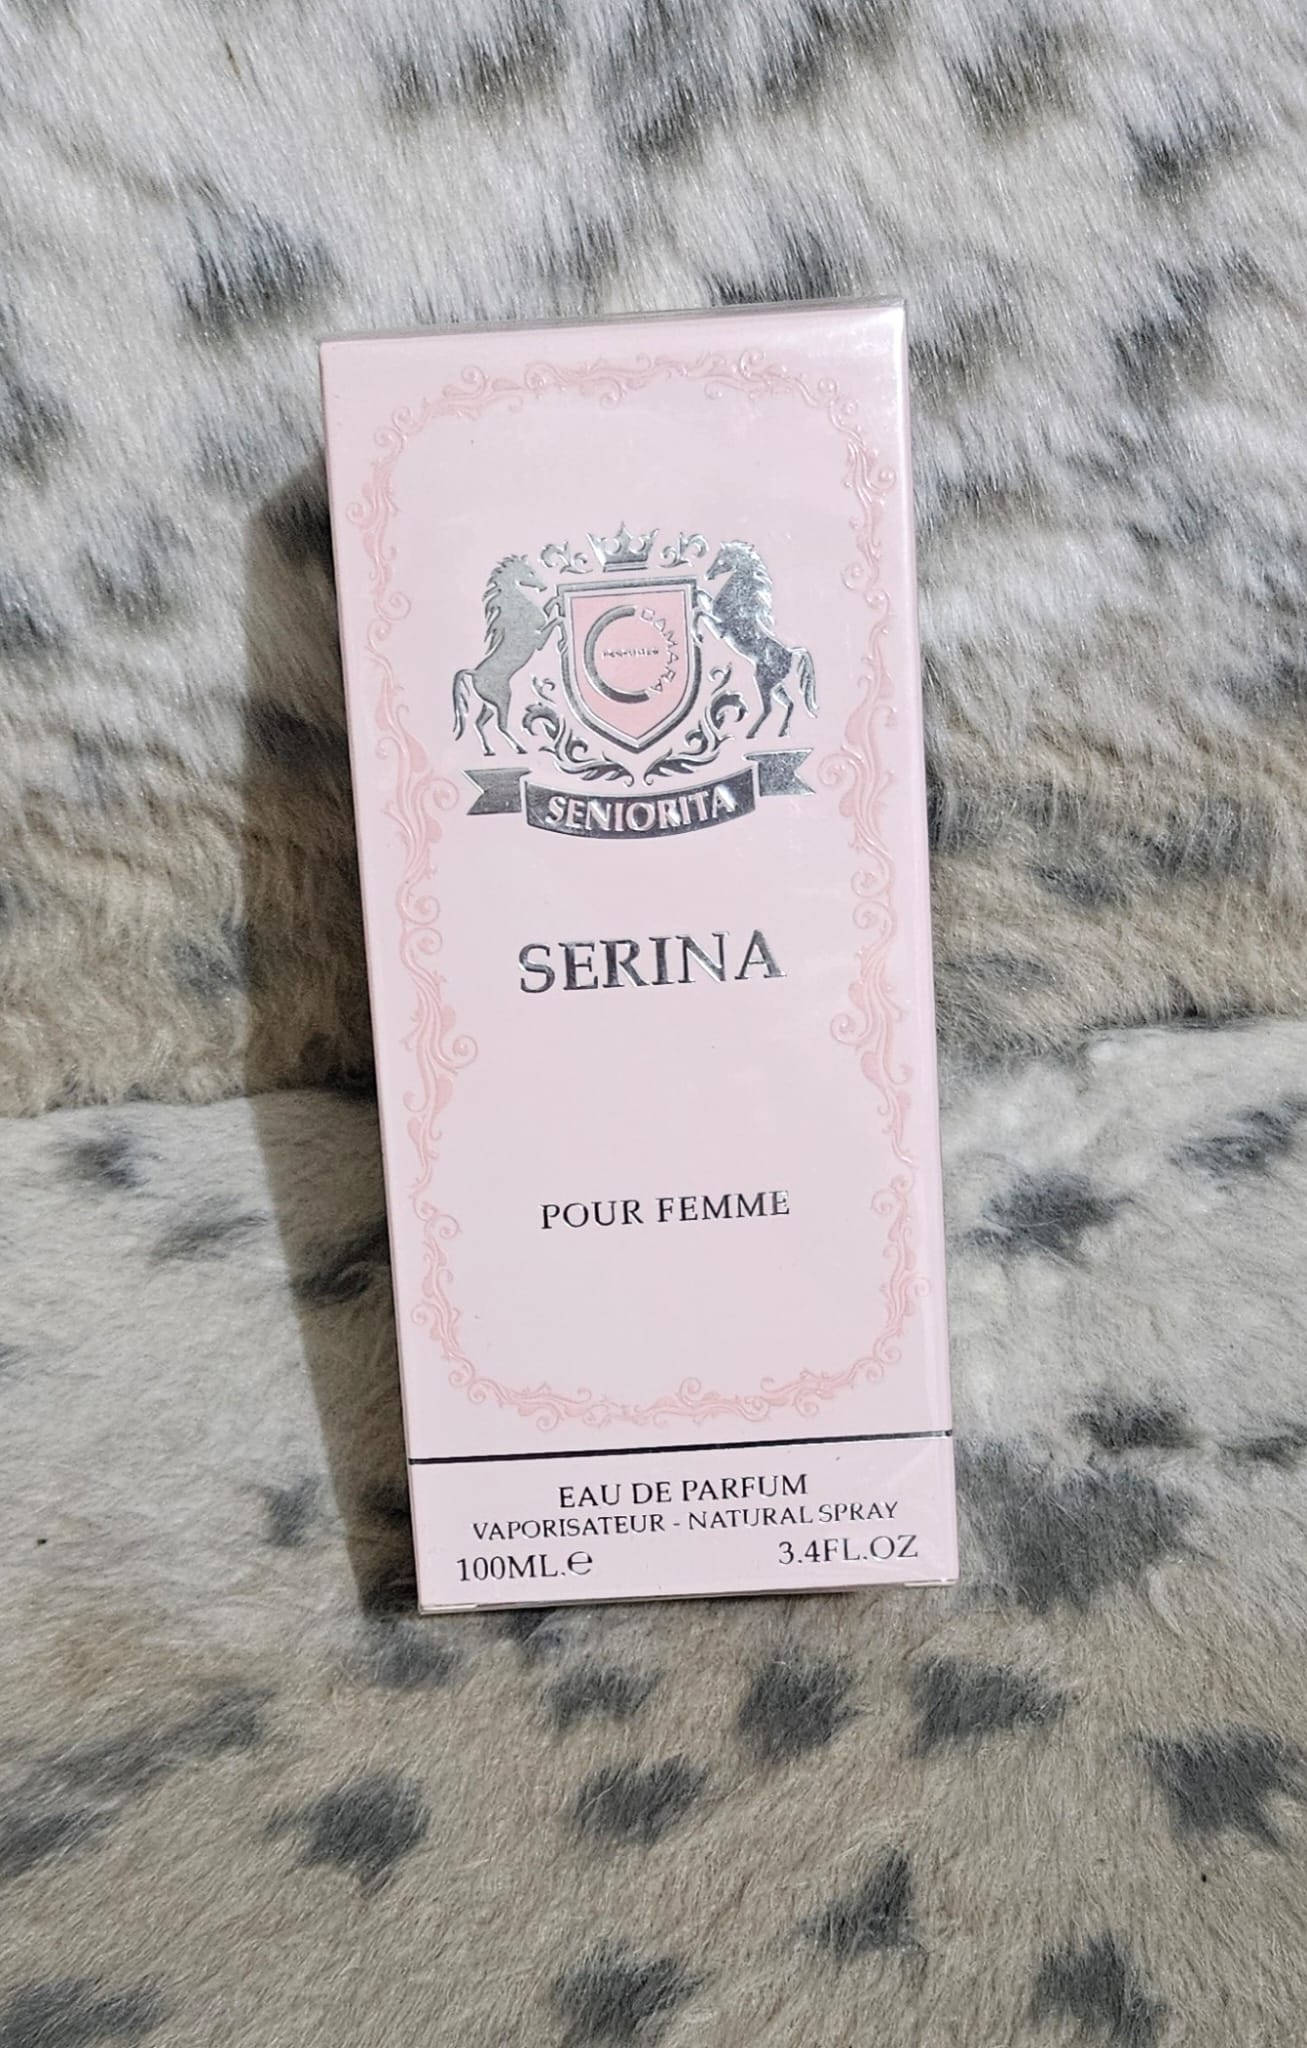 CAMARA
SENIORITA
SERINA
POUR FEMME
EAU DE PARFUM
VAPORISATEUR - NATURAL SPRAY
100ML.℮ 3.4FL.OZ